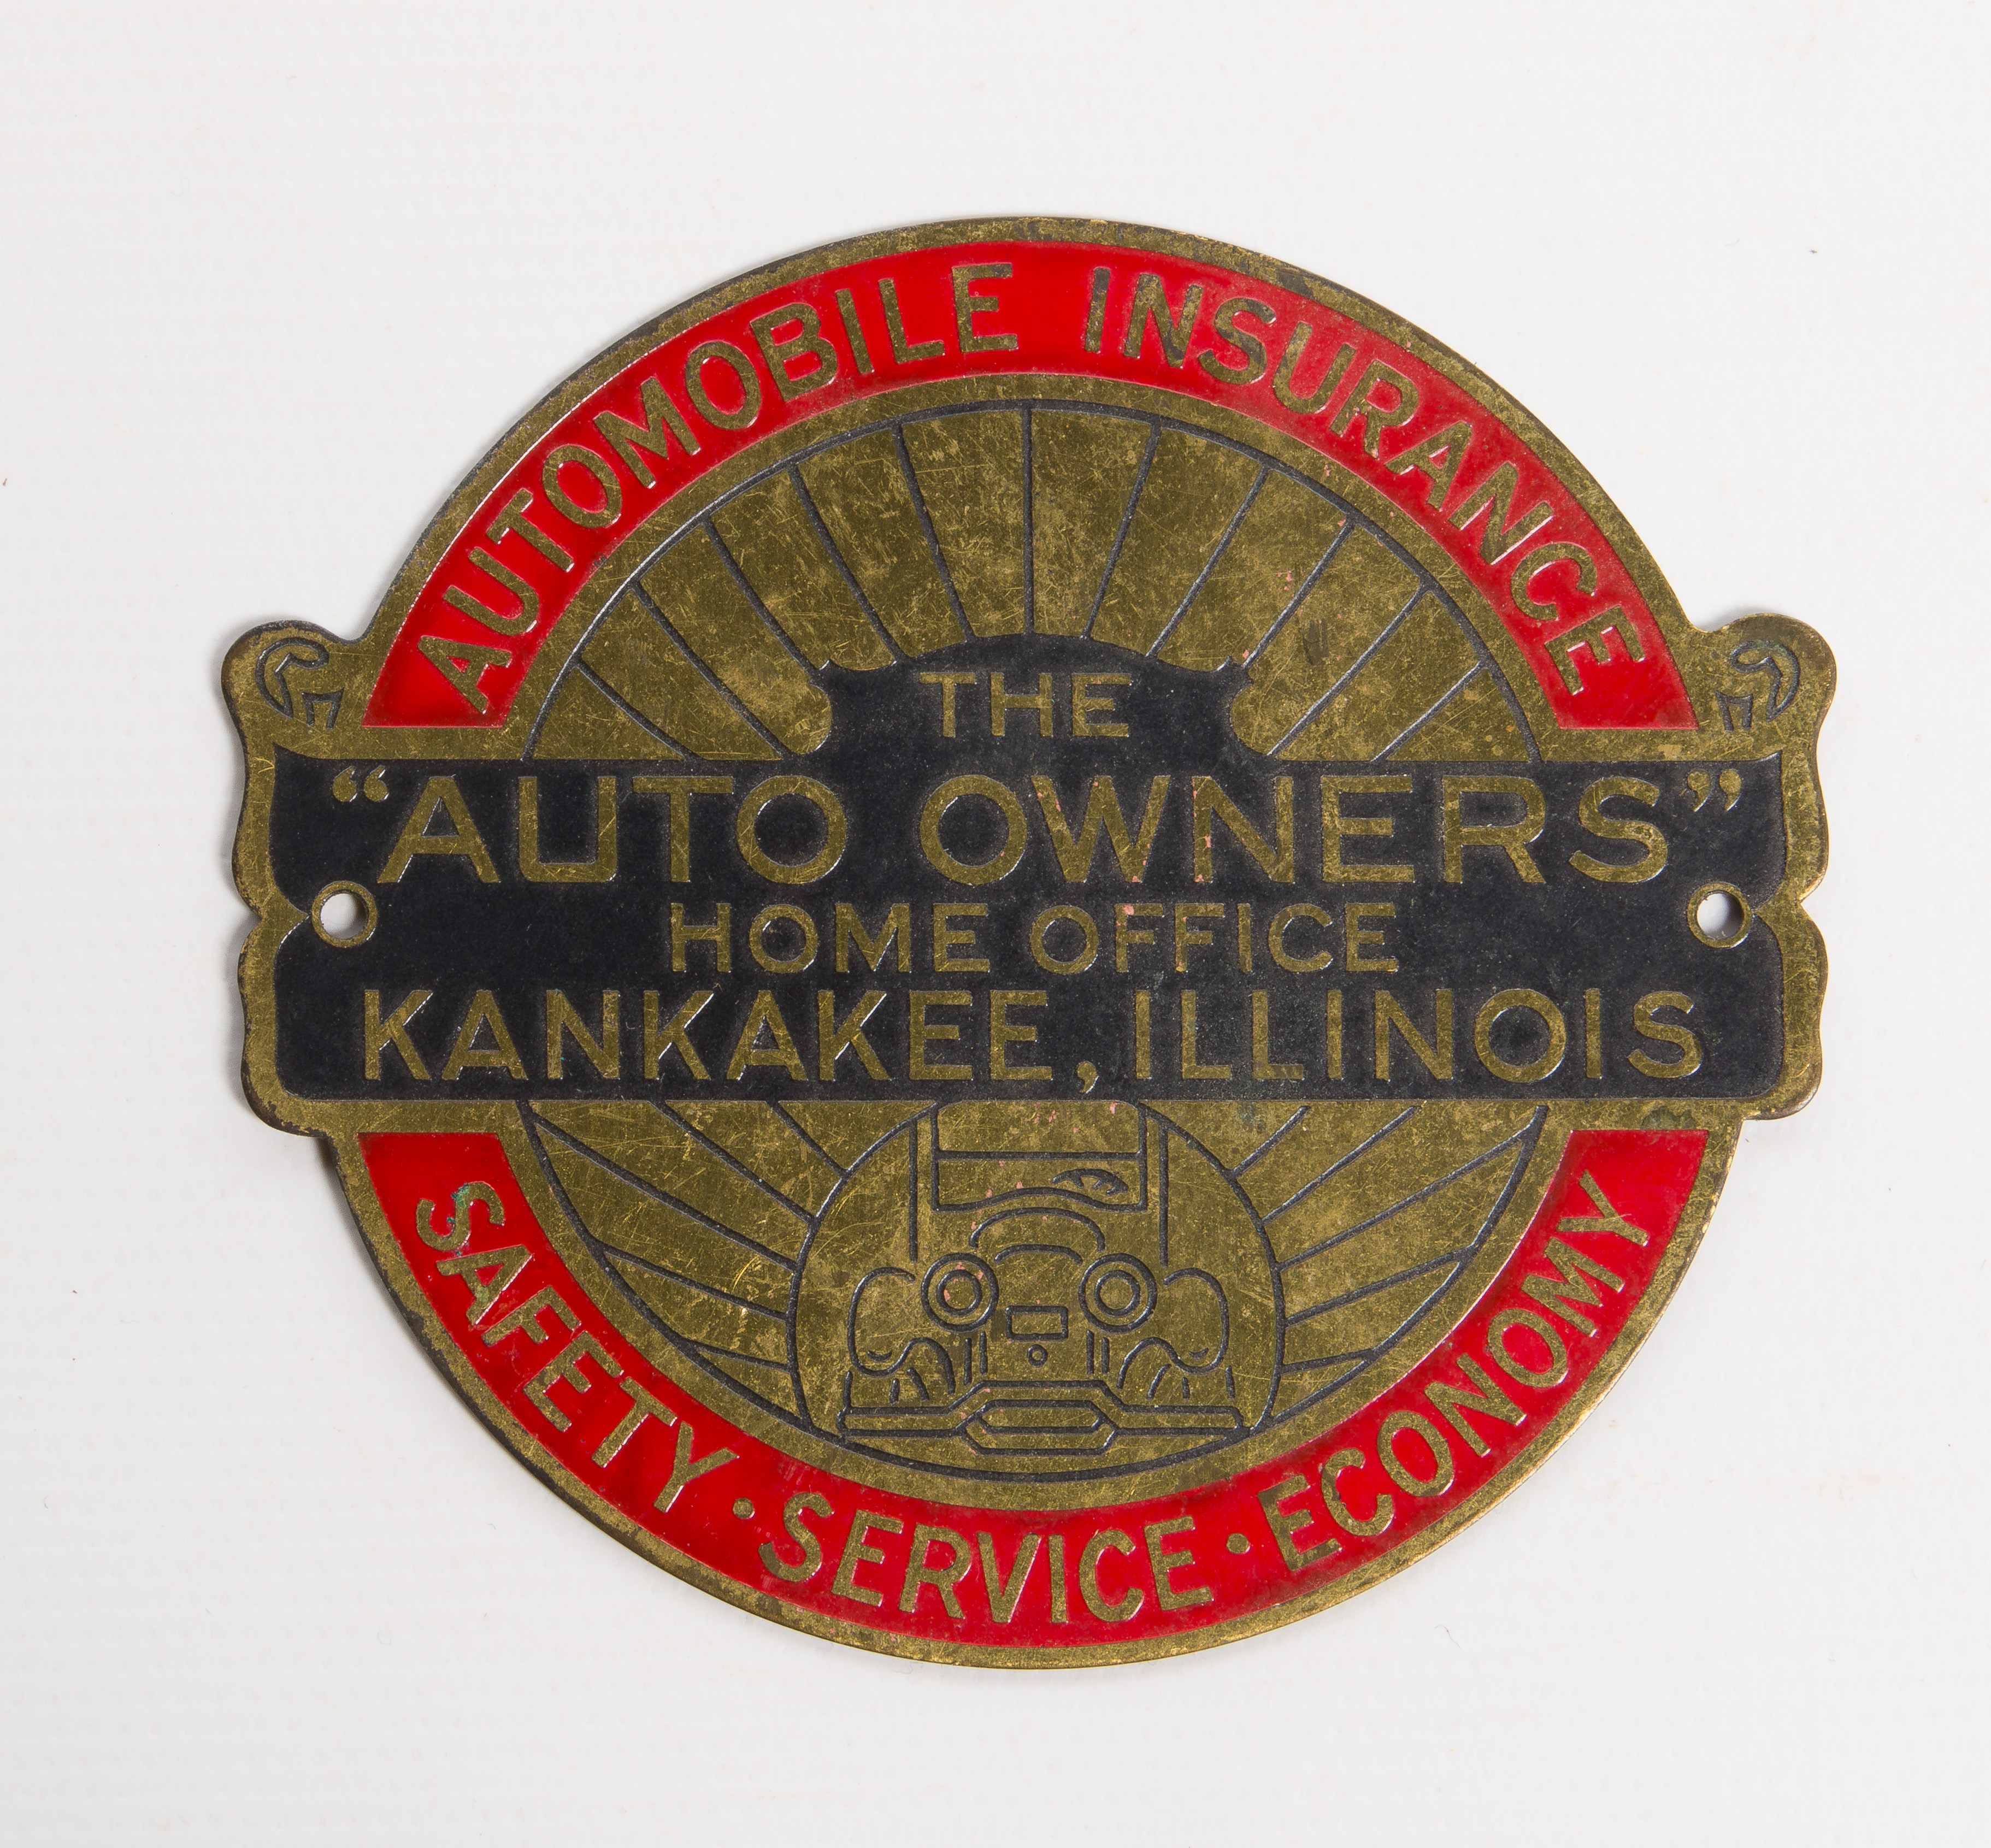 AUTOMOBILE INSURANCE
THE
“AUTO OWNERS”
HOME OFFICE
KANKAKEE, ILLINOIS
SAFETY · SERVICE · ECONOMY